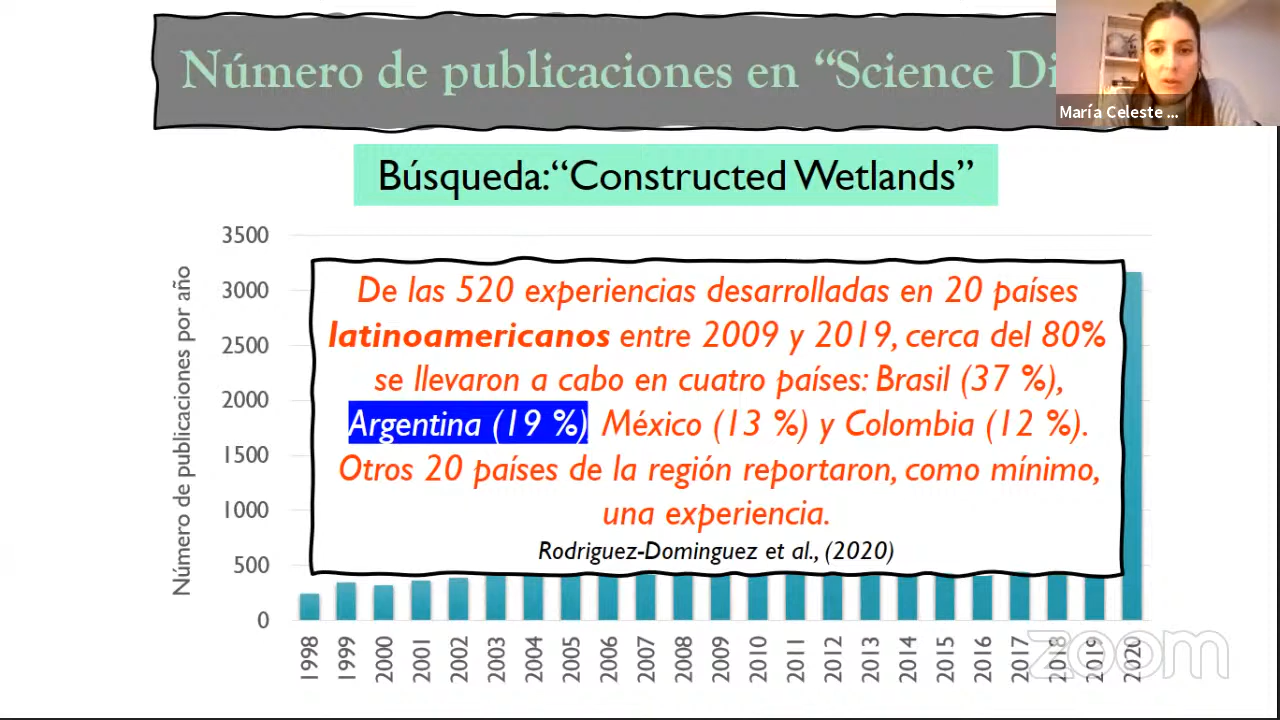 Número de publicaciones en “Science Di
María Celeste ...
Búsqueda:“Constructed Wetlands”
Número de publicaciones por año
3500
3000
2500
2000
1500
1000
500
0
De las 520 experiencias desarrolladas en 20 países
latinoamericanos entre 2009 y 2019, cerca del 80%
se llevaron a cabo en cuatro países: Brasil (37 %),
Argentina (19 %) México (13 %) y Colombia (12 %).
Otros 20 países de la región reportaron, como mínimo,
una experiencia.
Rodriguez-Dominguez et al., (2020)
1998 1999 2000 2001 2002 2003 2004 2005 2006 2007 2008 2009 2010 2011 2012 2013 2014 2015 2016 2017 2018 2019 2020
zoom